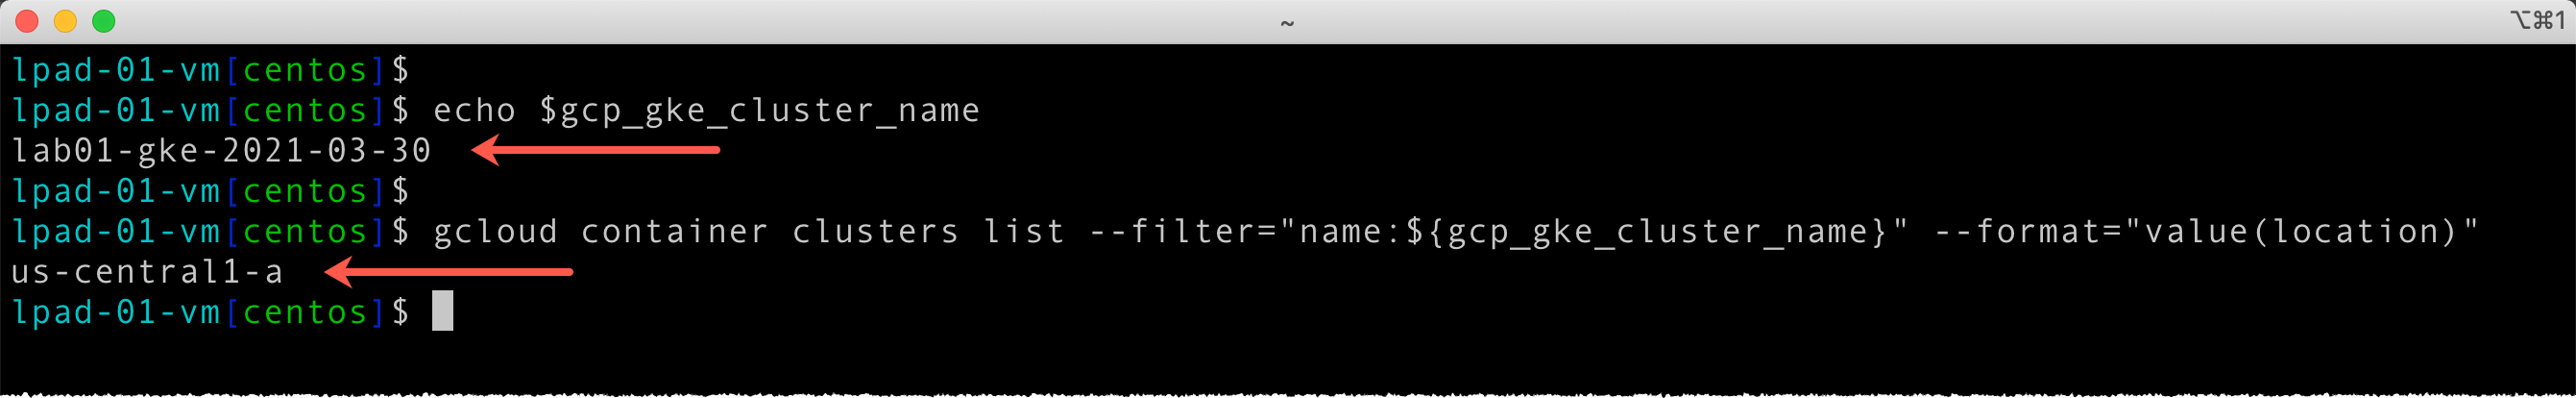 ~
⌥⌘1
lpad-01-vm[centos]$
lpad-01-vm[centos]$ echo $gcp_gke_cluster_name
lab01-gke-2021-03-30
lpad-01-vm[centos]$
lpad-01-vm[centos]$ gcloud container clusters list --filter="name:${gcp_gke_cluster_name}" --format="value(location)"
us-central1-a
lpad-01-vm[centos]$